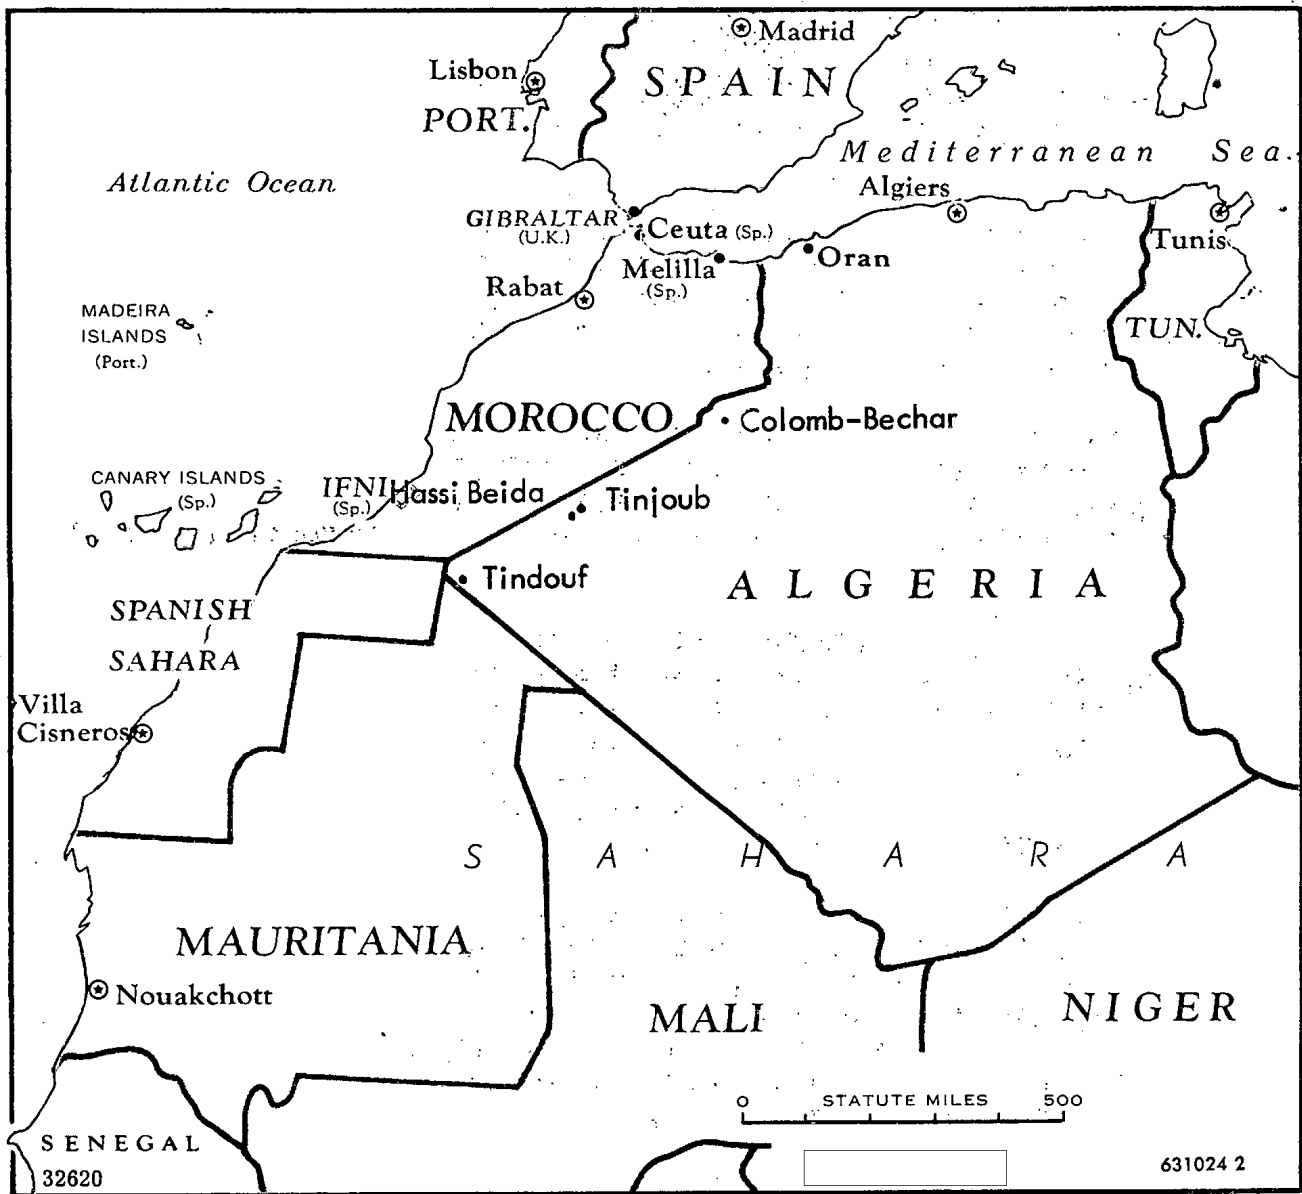 Madrid
Lisbon
SPAIN
PORT.
Mediterranean Sea
Atlantic Ocean
Algiers
GIBRALTAR
(U.K.)
Ceuta (Sp.)
Tunis
Oran
Melilla
(Sp.)
Rabat
MADEIRA
ISLANDS
(Port.)
TUN.
MOROCCO
Colomb-Bechar
CANARY ISLANDS
(Sp.)
IFNI
(Sp.)
Hassi Beida
Tinjoub
Tindouf
ALGERIA
SPANISH
SAHARA
Villa
Cisneros
SAHARA
MAURITANIA
Nouakchott
MALI
NIGER
0 STATUTE MILES 500
SENEGAL
32620
631024 2